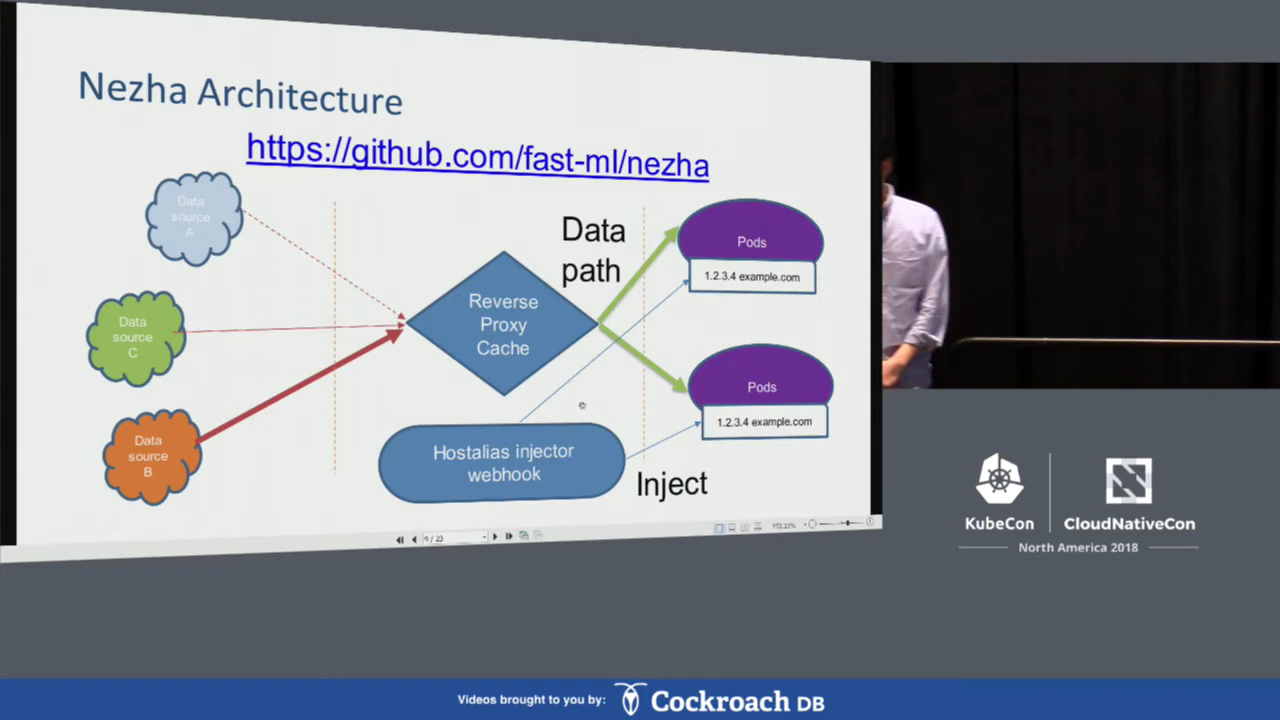 Nezha Architecture
https://github.com/fast-ml/nezha
Data
source
A
Data
source
C
Data
source
B
Reverse
Proxy
Cache
Data
path
Pods
1.2.3.4 example.com
Pods
1.2.3.4 example.com
Hostalias injector
webhook
Inject
9 / 23
KubeCon
CloudNativeCon
North America 2018
Videos brought to you by:
Cockroach DB